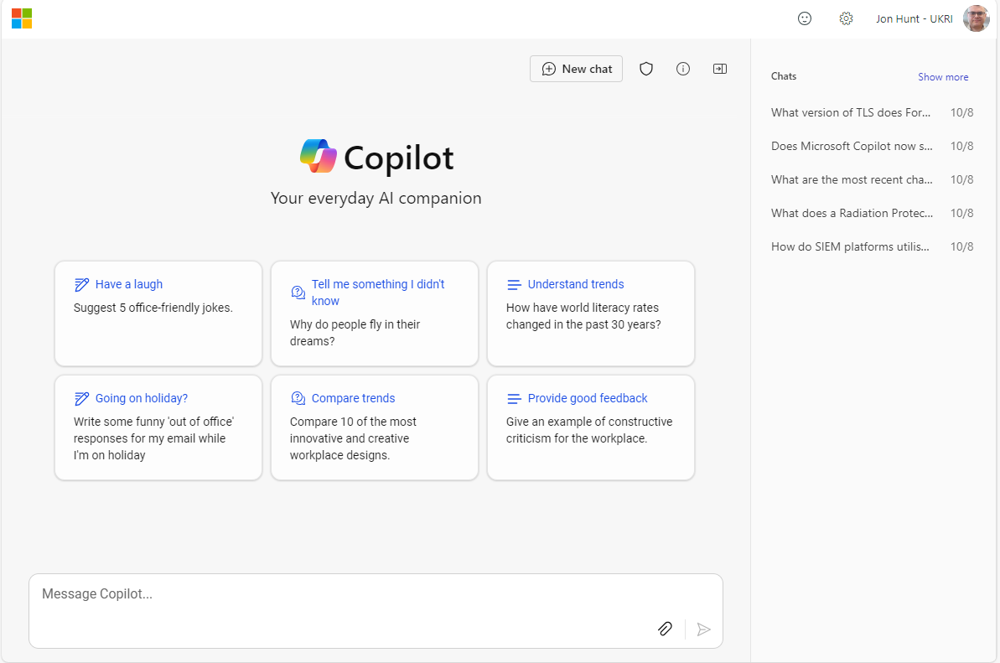 Jon Hunt - UKRI
New chat
Copilot
Your everyday AI companion
Have a laugh
Suggest 5 office-friendly jokes.
Tell me something I didn't
know
Why do people fly in their
dreams?
Understand trends
How have world literacy rates
changed in the past 30 years?
Going on holiday?
Write some funny 'out of office'
responses for my email while
I'm on holiday
Compare trends
Compare 10 of the most
innovative and creative
workplace designs.
Provide good feedback
Give an example of constructive
criticism for the workplace.
Message Copilot...
Chats Show more
What version of TLS does For... 10/8
Does Microsoft Copilot now s... 10/8
What are the most recent cha... 10/8
What does a Radiation Protec... 10/8
How do SIEM platforms utilis... 10/8